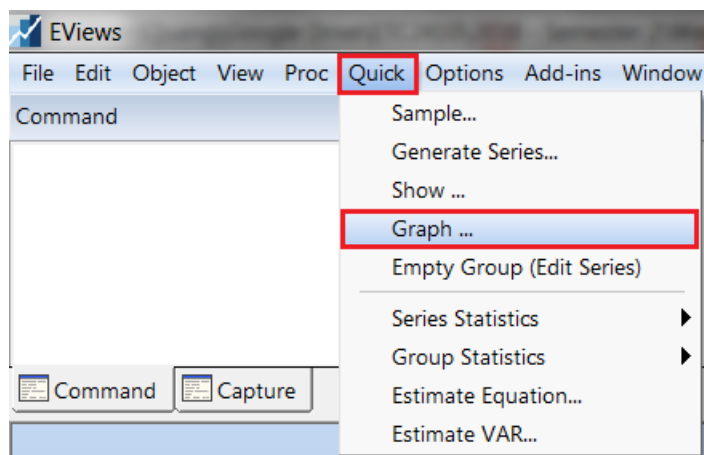 EViews
File Edit Object View Proc Quick Options Add-ins Window
Command
Sample...
Generate Series...
Show ...
Graph ...
Empty Group (Edit Series)
Series Statistics
Group Statistics
Command Capture
Estimate Equation...
Estimate VAR...